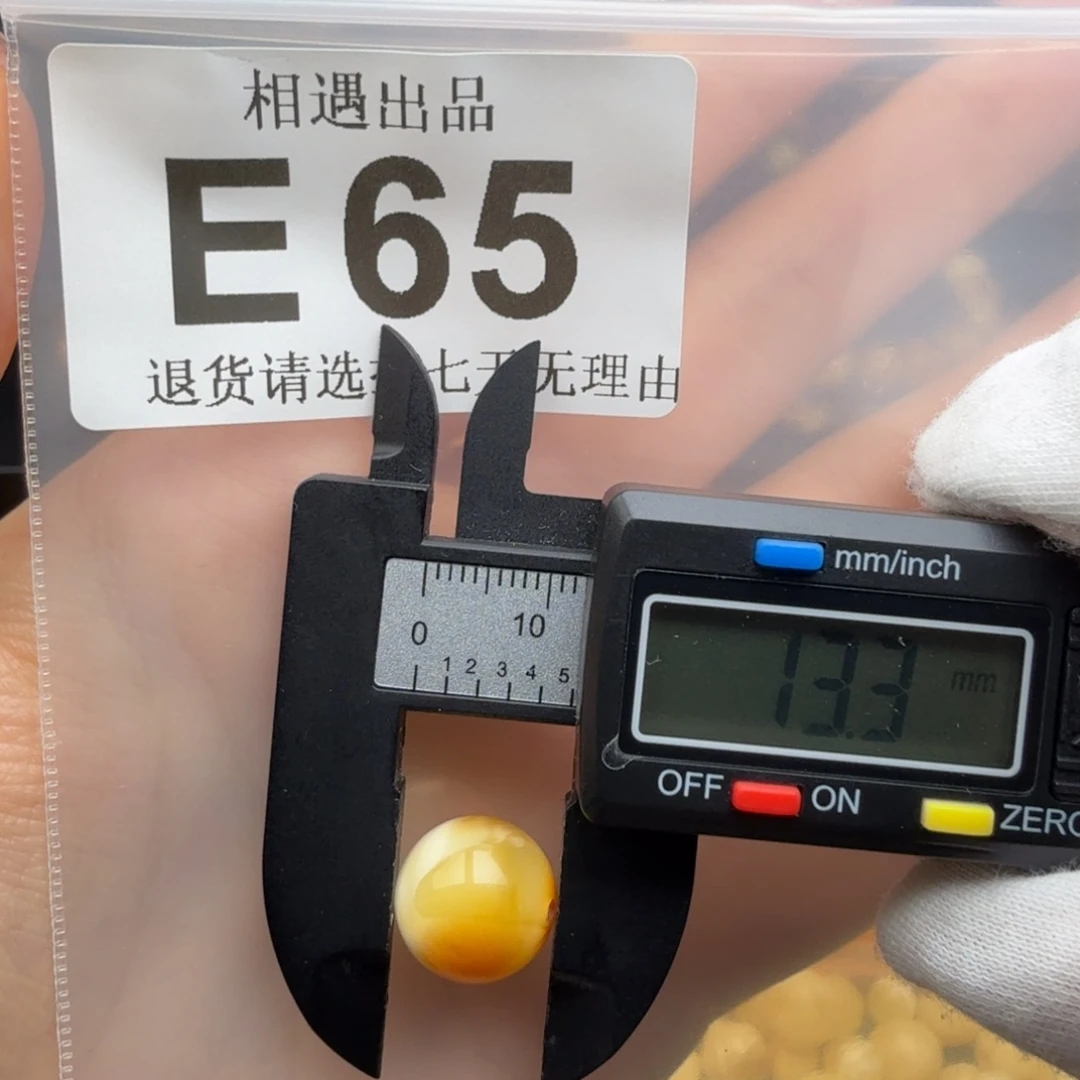 相遇出品
E65
退货请选 七天无理由
mm/inch
0 10
1 2 3 4 5
13.3 mm
OFF ON ZERO